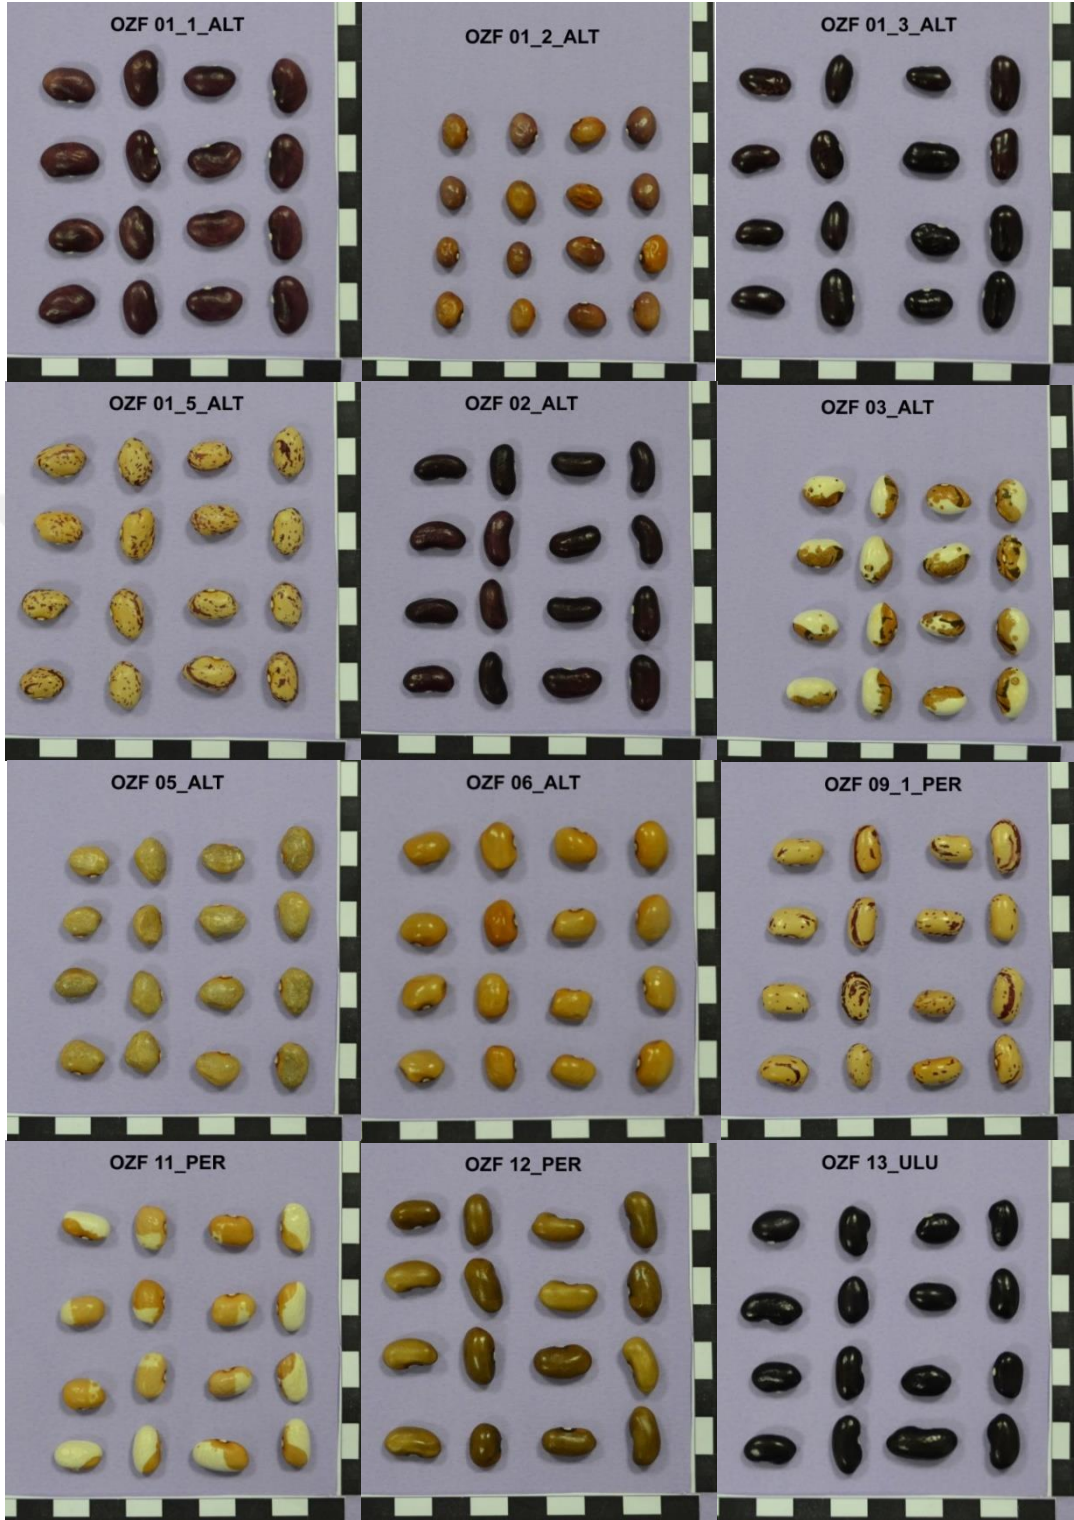 OZF 01_1_ALT
OZF 01_2_ALT
OZF 01_3_ALT
OZF 01_5_ALT
OZF 02_ALT
OZF 03_ALT
OZF 05_ALT
OZF 06_ALT
OZF 09_1_PER
OZF 11_PER
OZF 12_PER
OZF 13_ULU